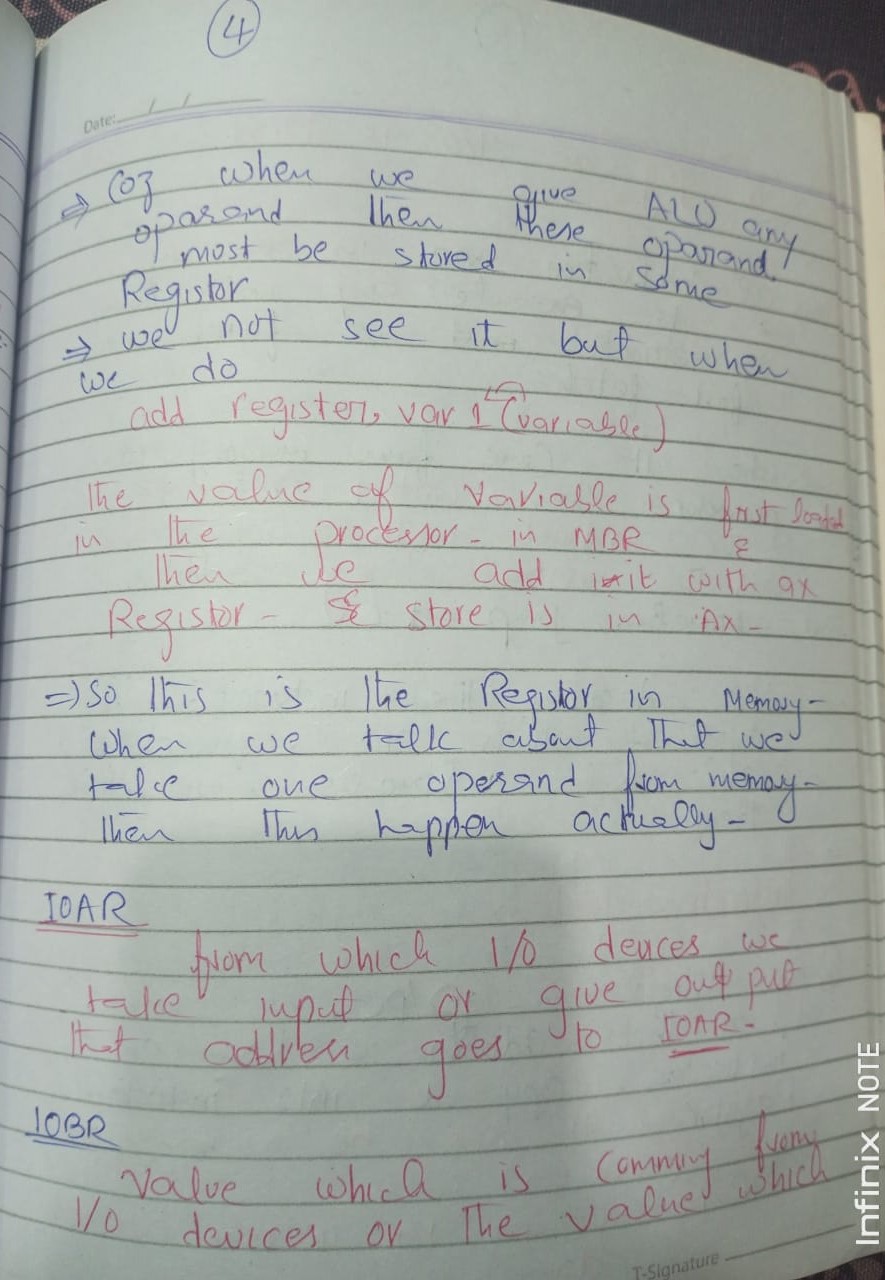 4
Date: / /
⇒ Coz when we give ALU any
oparand then these oparand
most be stored in some
Registor
⇒ we not see it but when
we do
add register, var 1 (variable)
The value of variable is first loaded
in the processor - in MBR &
then we add it with ax
Registor - & store is in Ax -
⇒) So this is the Registor in Memory -
When we talk about that we
take one operand from memory -
then this happen actually -
IOAR
from which I/O devices we
take input or give out put
that address goes to IOAR -
IOBR
Value which is comming from
I/O devices or the value which
T-Signature
Infinix NOTE